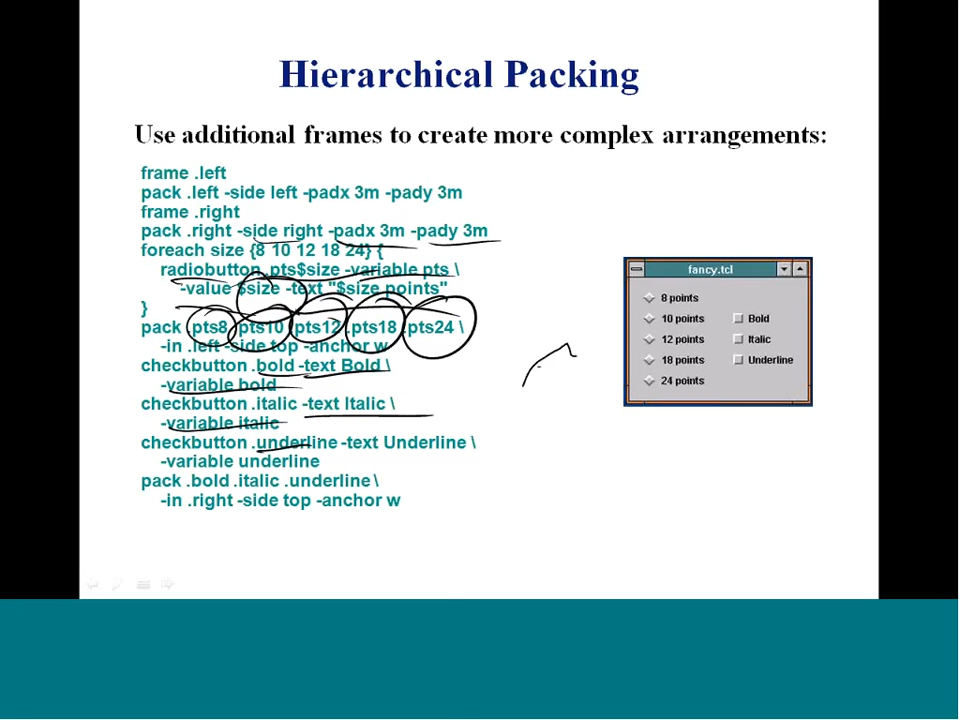 Hierarchical Packing
Use additional frames to create more complex arrangements:
frame .left
pack .left -side left -padx 3m -pady 3m
frame .right
pack .right -side right -padx 3m -pady 3m
foreach size {8 10 12 18 24} {
radiobutton .pts$size -variable pts \
-value $size -text "$size points"
}
pack .pts8 .pts10 .pts12 .pts18 .pts24 \
-in .left -side top -anchor w
checkbutton .bold -text Bold \
-variable bold
checkbutton .italic -text Italic \
-variable italic
checkbutton .underline -text Underline \
-variable underline
pack .bold .italic .underline \
-in .right -side top -anchor w
fancy.tcl
8 points
10 points
12 points
18 points
24 points
Bold
Italic
Underline